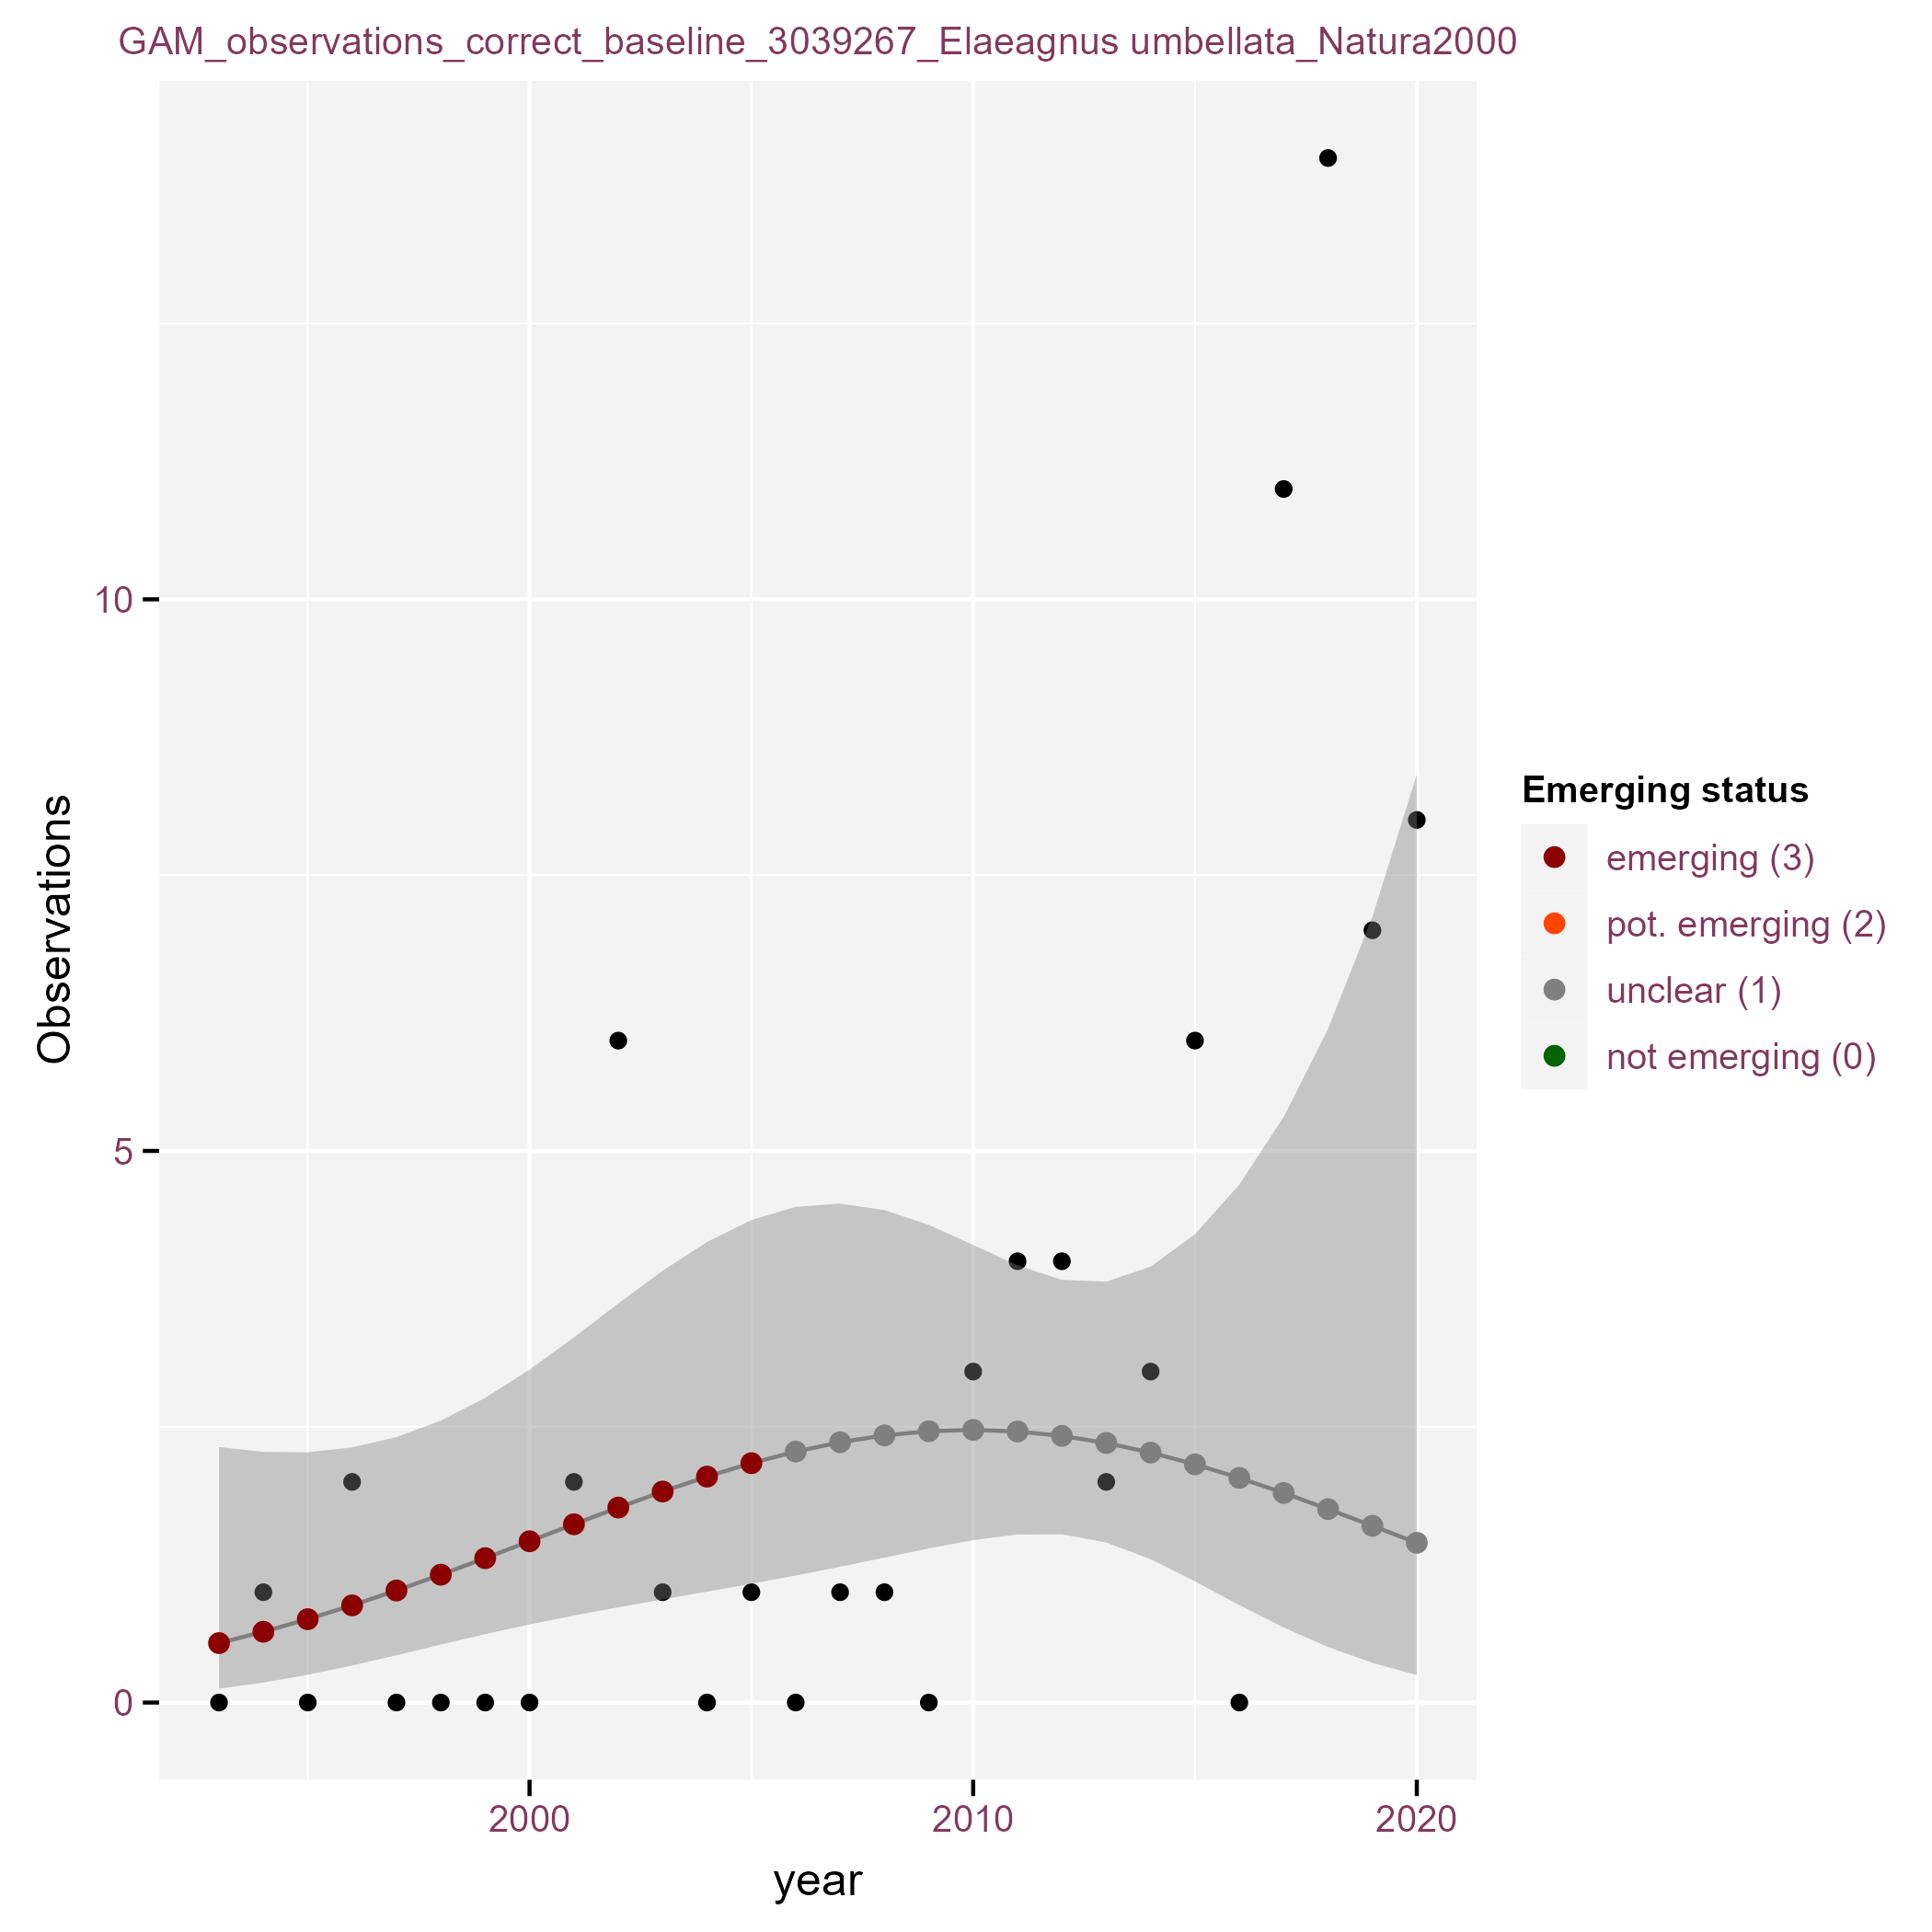 GAM_observations_correct_baseline_3039267_Elaeagnus umbellata_Natura2000
Observations
10
5
0
2000
2010
2020
year
Emerging status
emerging (3)
pot. emerging (2)
unclear (1)
not emerging (0)